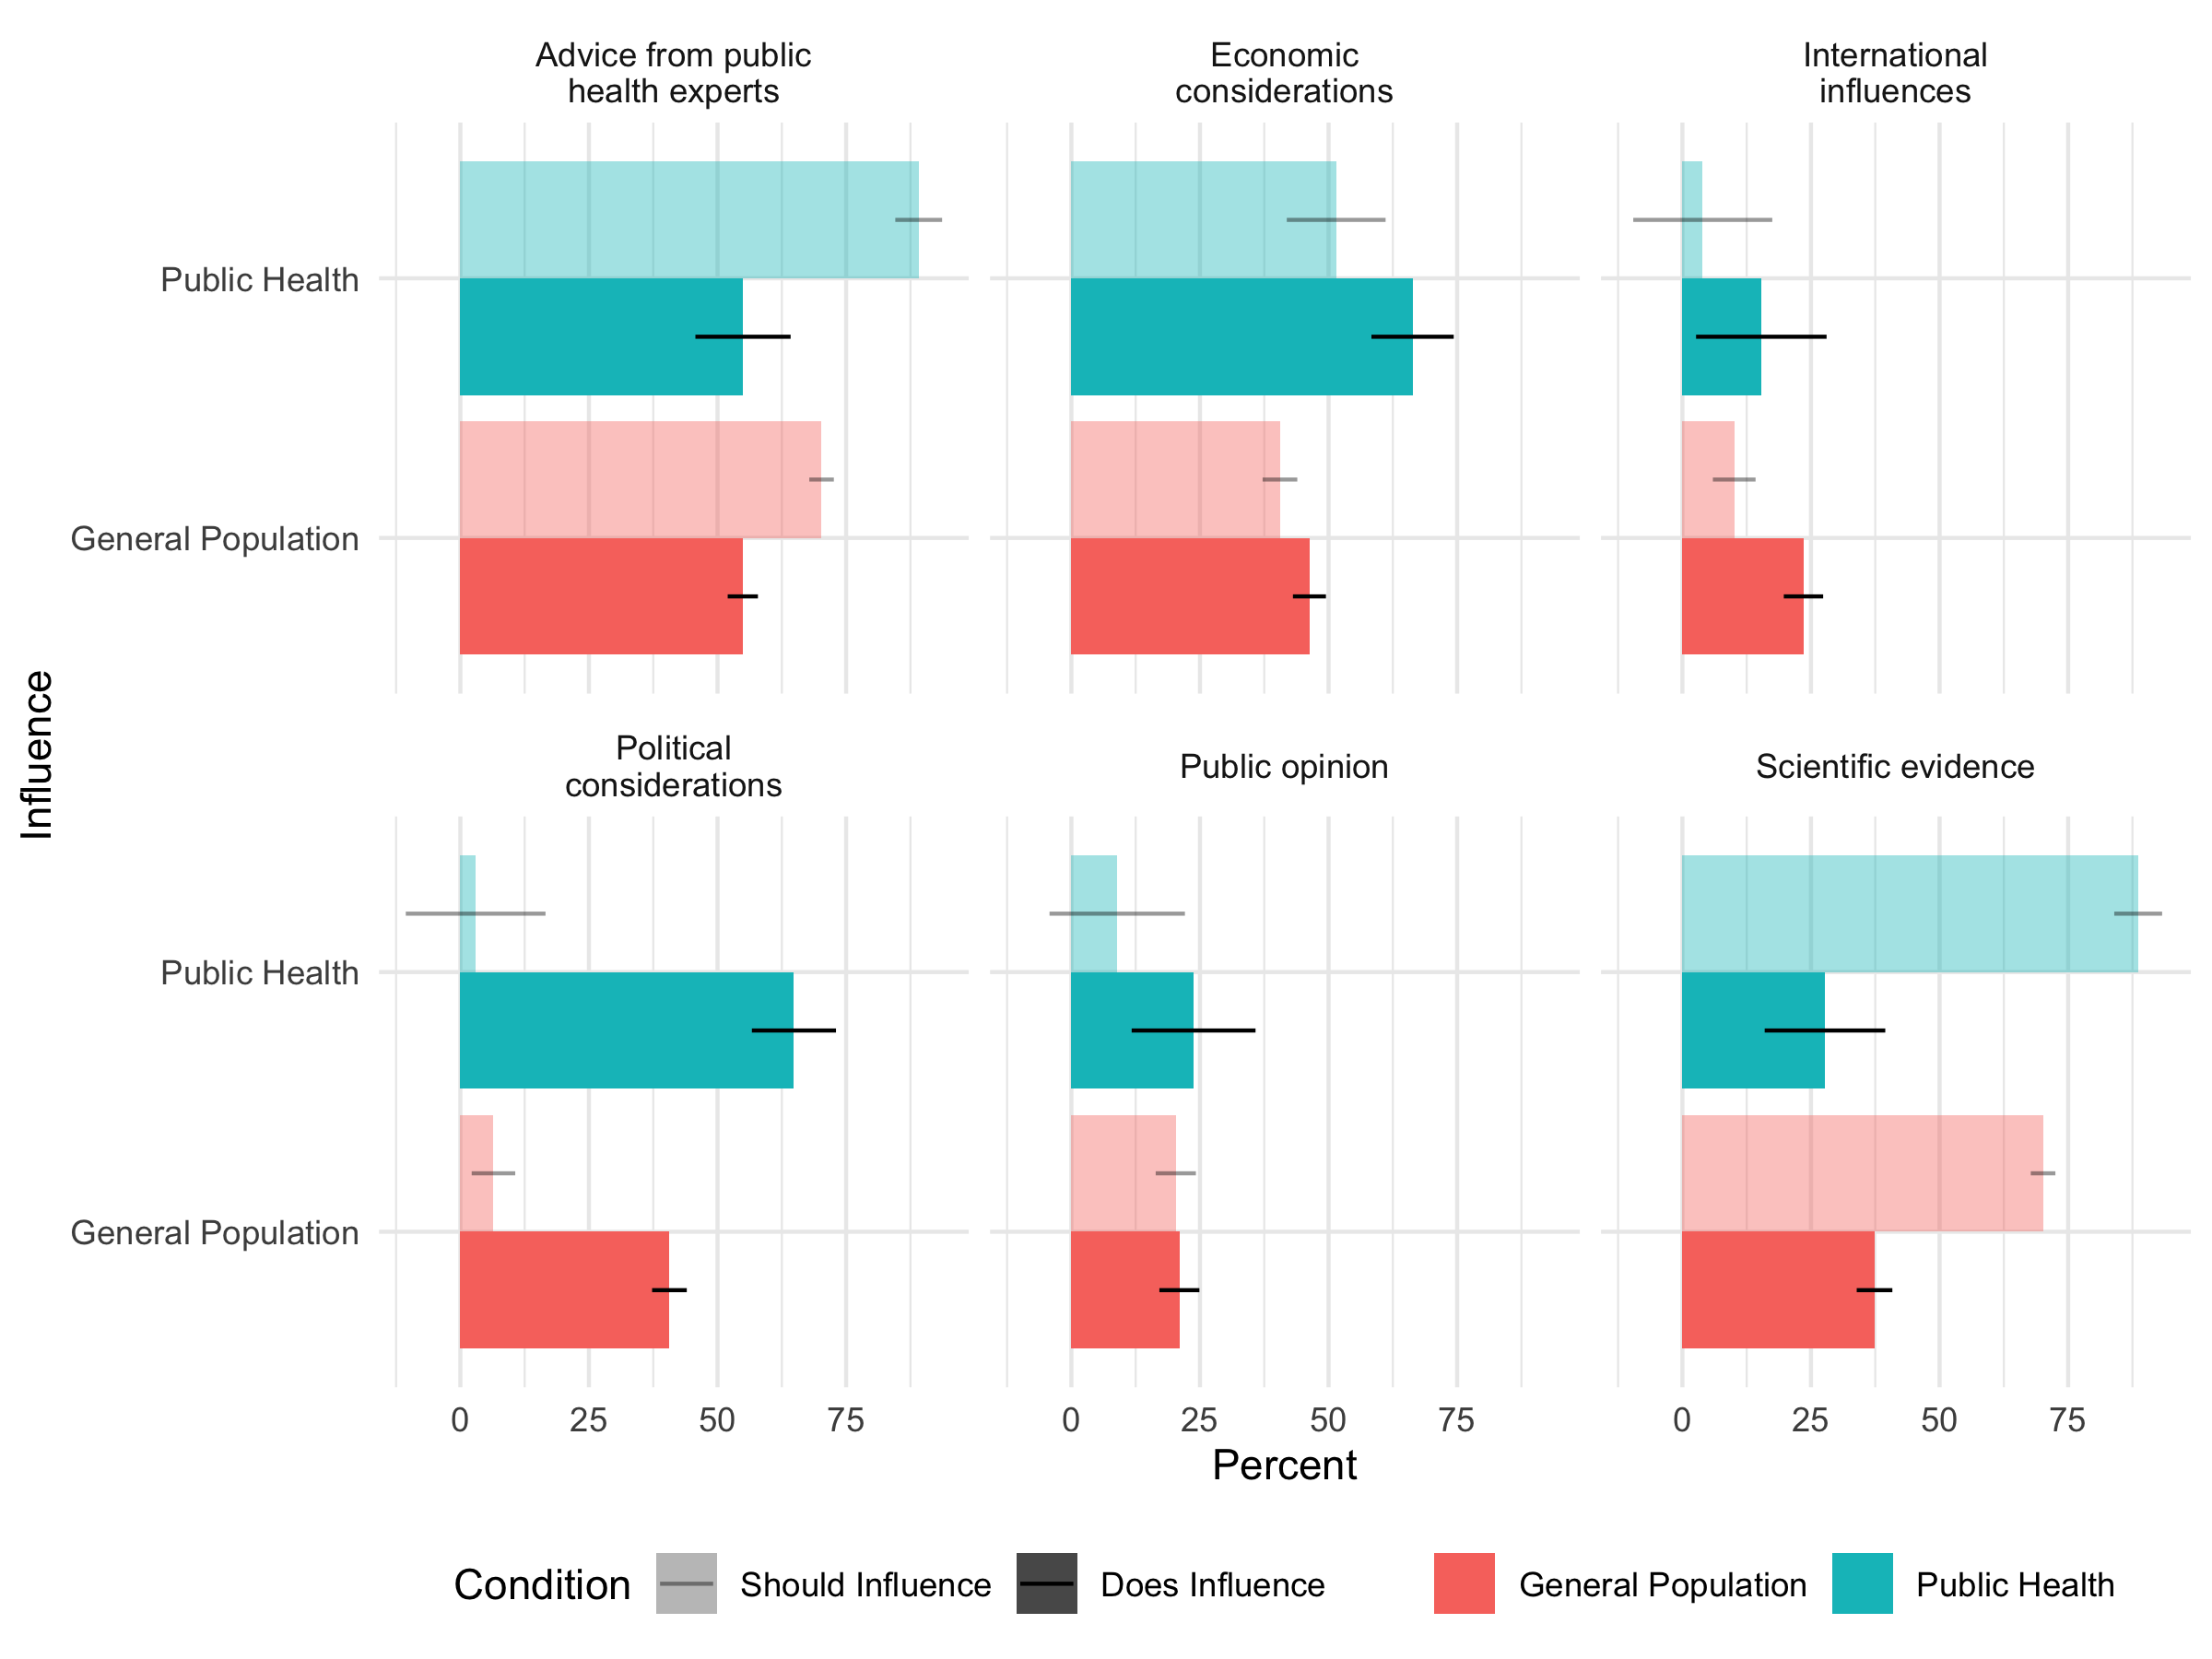 Advice from public
health experts
Economic
considerations
International
influences
Public Health
General Population
Influence
Political
considerations
Public opinion
Scientific evidence
Public Health
General Population
0 25 50 75
0 25 50 75
0 25 50 75
Percent
Condition Should Influence Does Influence General Population Public Health